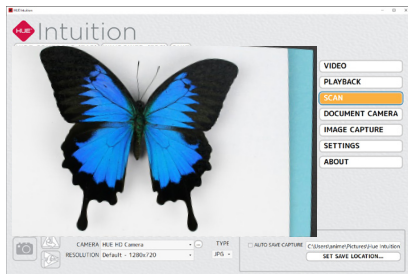 HUE Intuition
HUE Intuition
VIDEO
PLAYBACK
SCAN
DOCUMENT CAMERA
IMAGE CAPTURE
SETTINGS
ABOUT
CAMERA HUE HD Camera ...
RESOLUTION Default - 1280x720
TYPE
JPG
AUTO SAVE CAPTURE C:\Users\anime\Pictures\Hue Intuition
SET SAVE LOCATION...